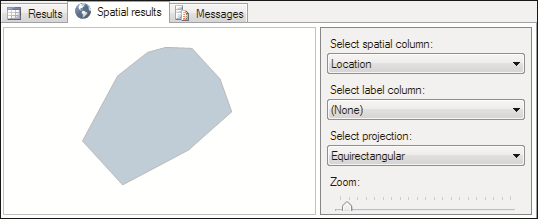 Results
Spatial results
Messages
Select spatial column:
Location
Select label column:
(None)
Select projection:
Equirectangular
Zoom: